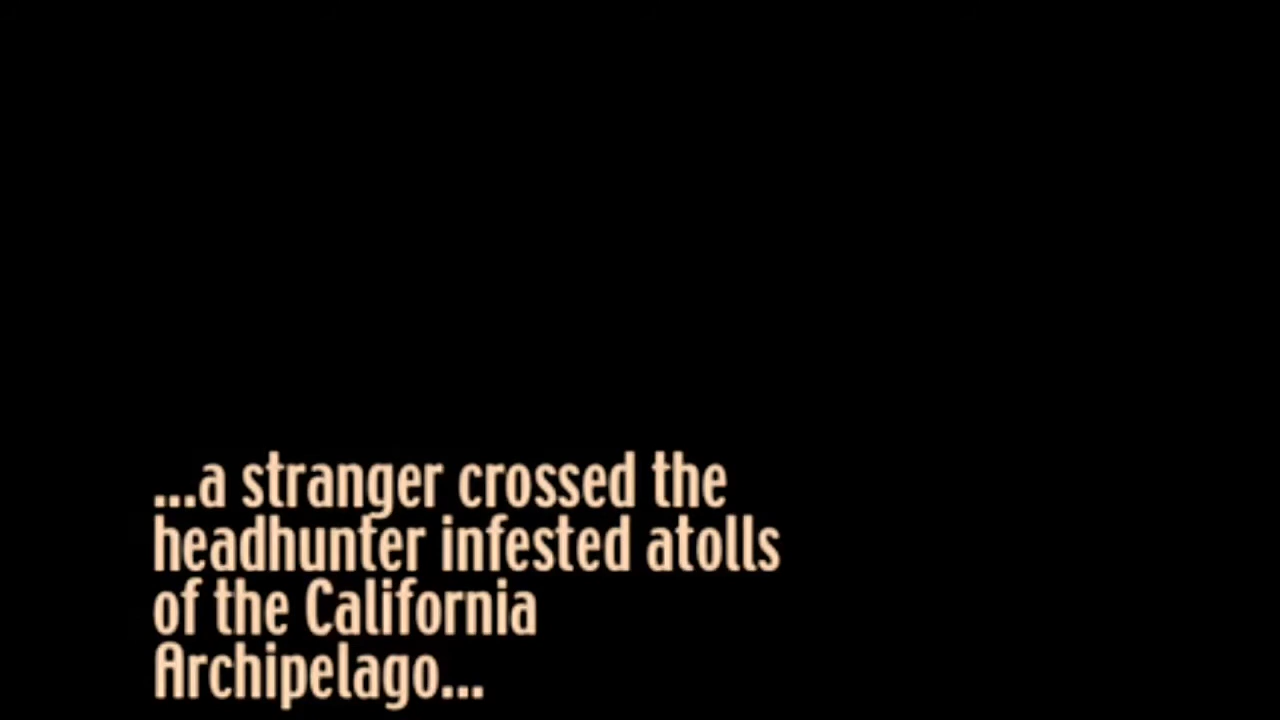 ...a stranger crossed the
headhunter infested atolls
of the California
Archipelago...